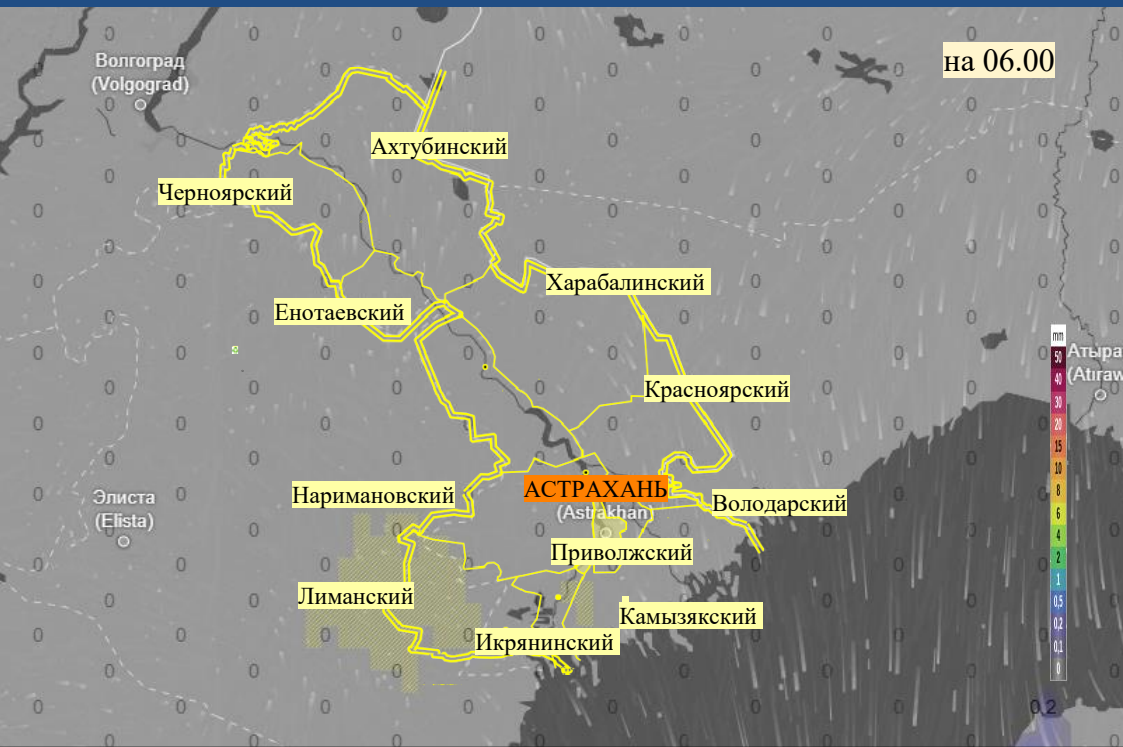 на 06.00
Волгоград
(Volgograd)
Ахтубинский
Черноярский
Харабалинский
Енотаевский
mm
50
40
30
20
15
10
8
6
4
2
1
0,5
0,2
0,1
0
Атыра
(Atıraw
Красноярский
Элиста
(Elista)
Наримановский
АСТРАХАНЬ
(Astrakhan)
Володарский
Приволжский
Лиманский
Камызякский
Икрянинский
0,2